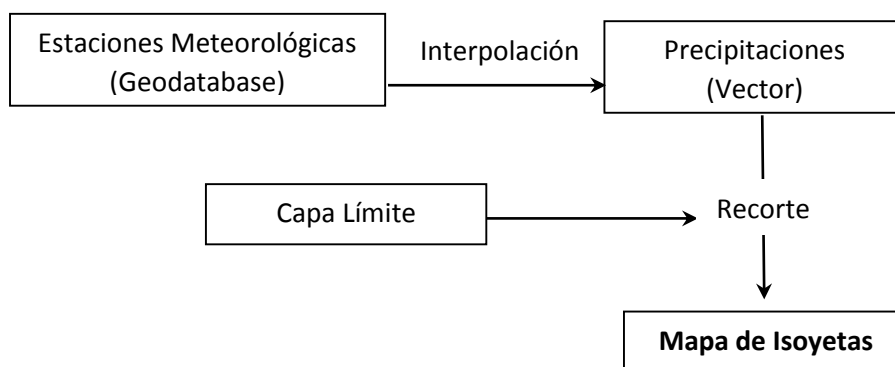 Estaciones Meteorológicas
(Geodatabase)
Interpolación
Precipitaciones
(Vector)
Capa Límite
Recorte
Mapa de Isoyetas